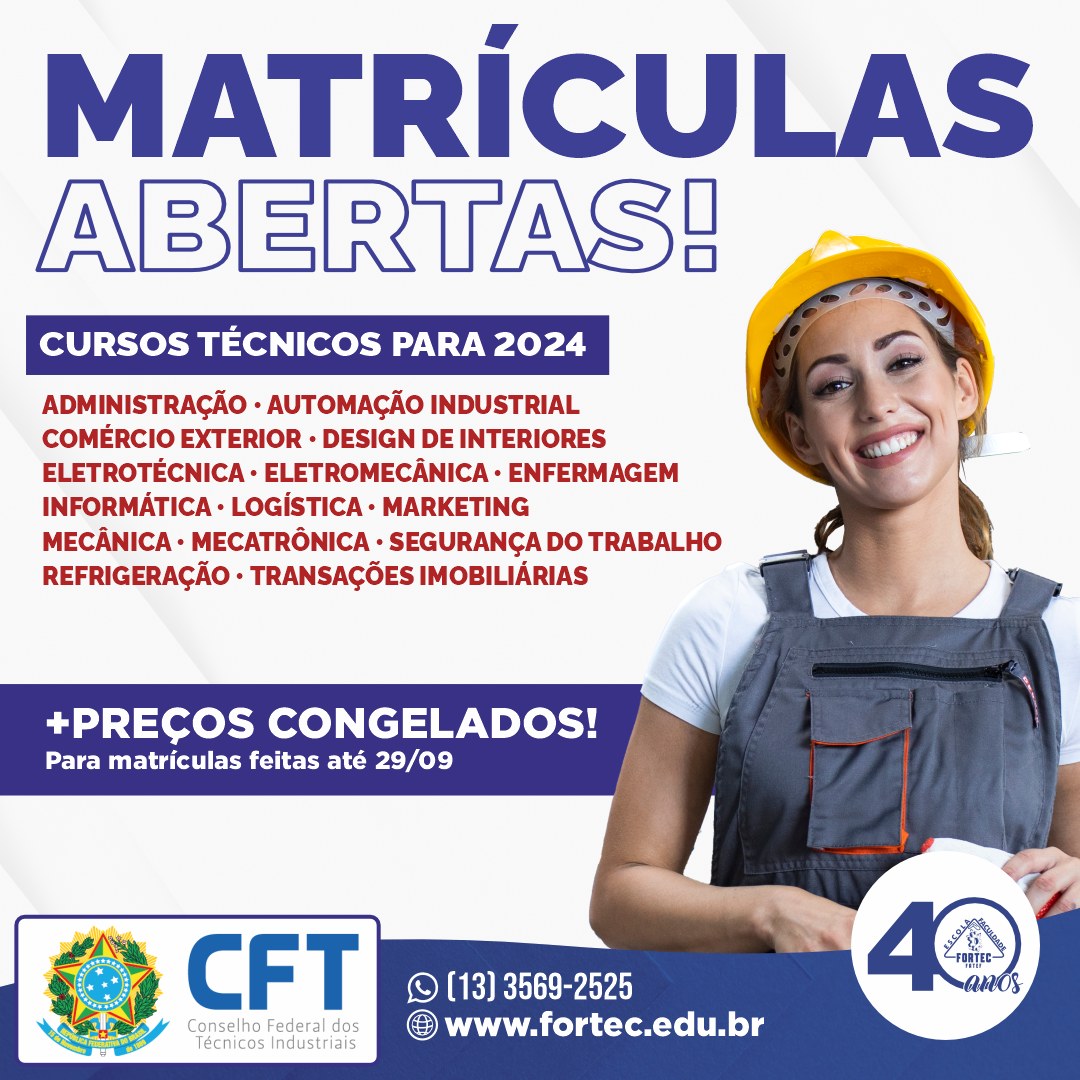 MATRÍCULAS
ABERTAS!
CURSOS TÉCNICOS PARA 2024
ADMINISTRAÇÃO • AUTOMAÇÃO INDUSTRIAL
COMÉRCIO EXTERIOR • DESIGN DE INTERIORES
ELETROTÉCNICA • ELETROMECÂNICA • ENFERMAGEM
INFORMÁTICA • LOGÍSTICA • MARKETING
MECÂNICA • MECATRÔNICA • SEGURANÇA DO TRABALHO
REFRIGERAÇÃO • TRANSAÇÕES IMOBILIÁRIAS
+PREÇOS CONGELADOS!
Para matrículas feitas até 29/09
CFT
Conselho Federal dos
Técnicos Industriais
(13) 3569-2525
www.fortec.edu.br
40
ESCOLA FACULDADE
FORTEC
anos